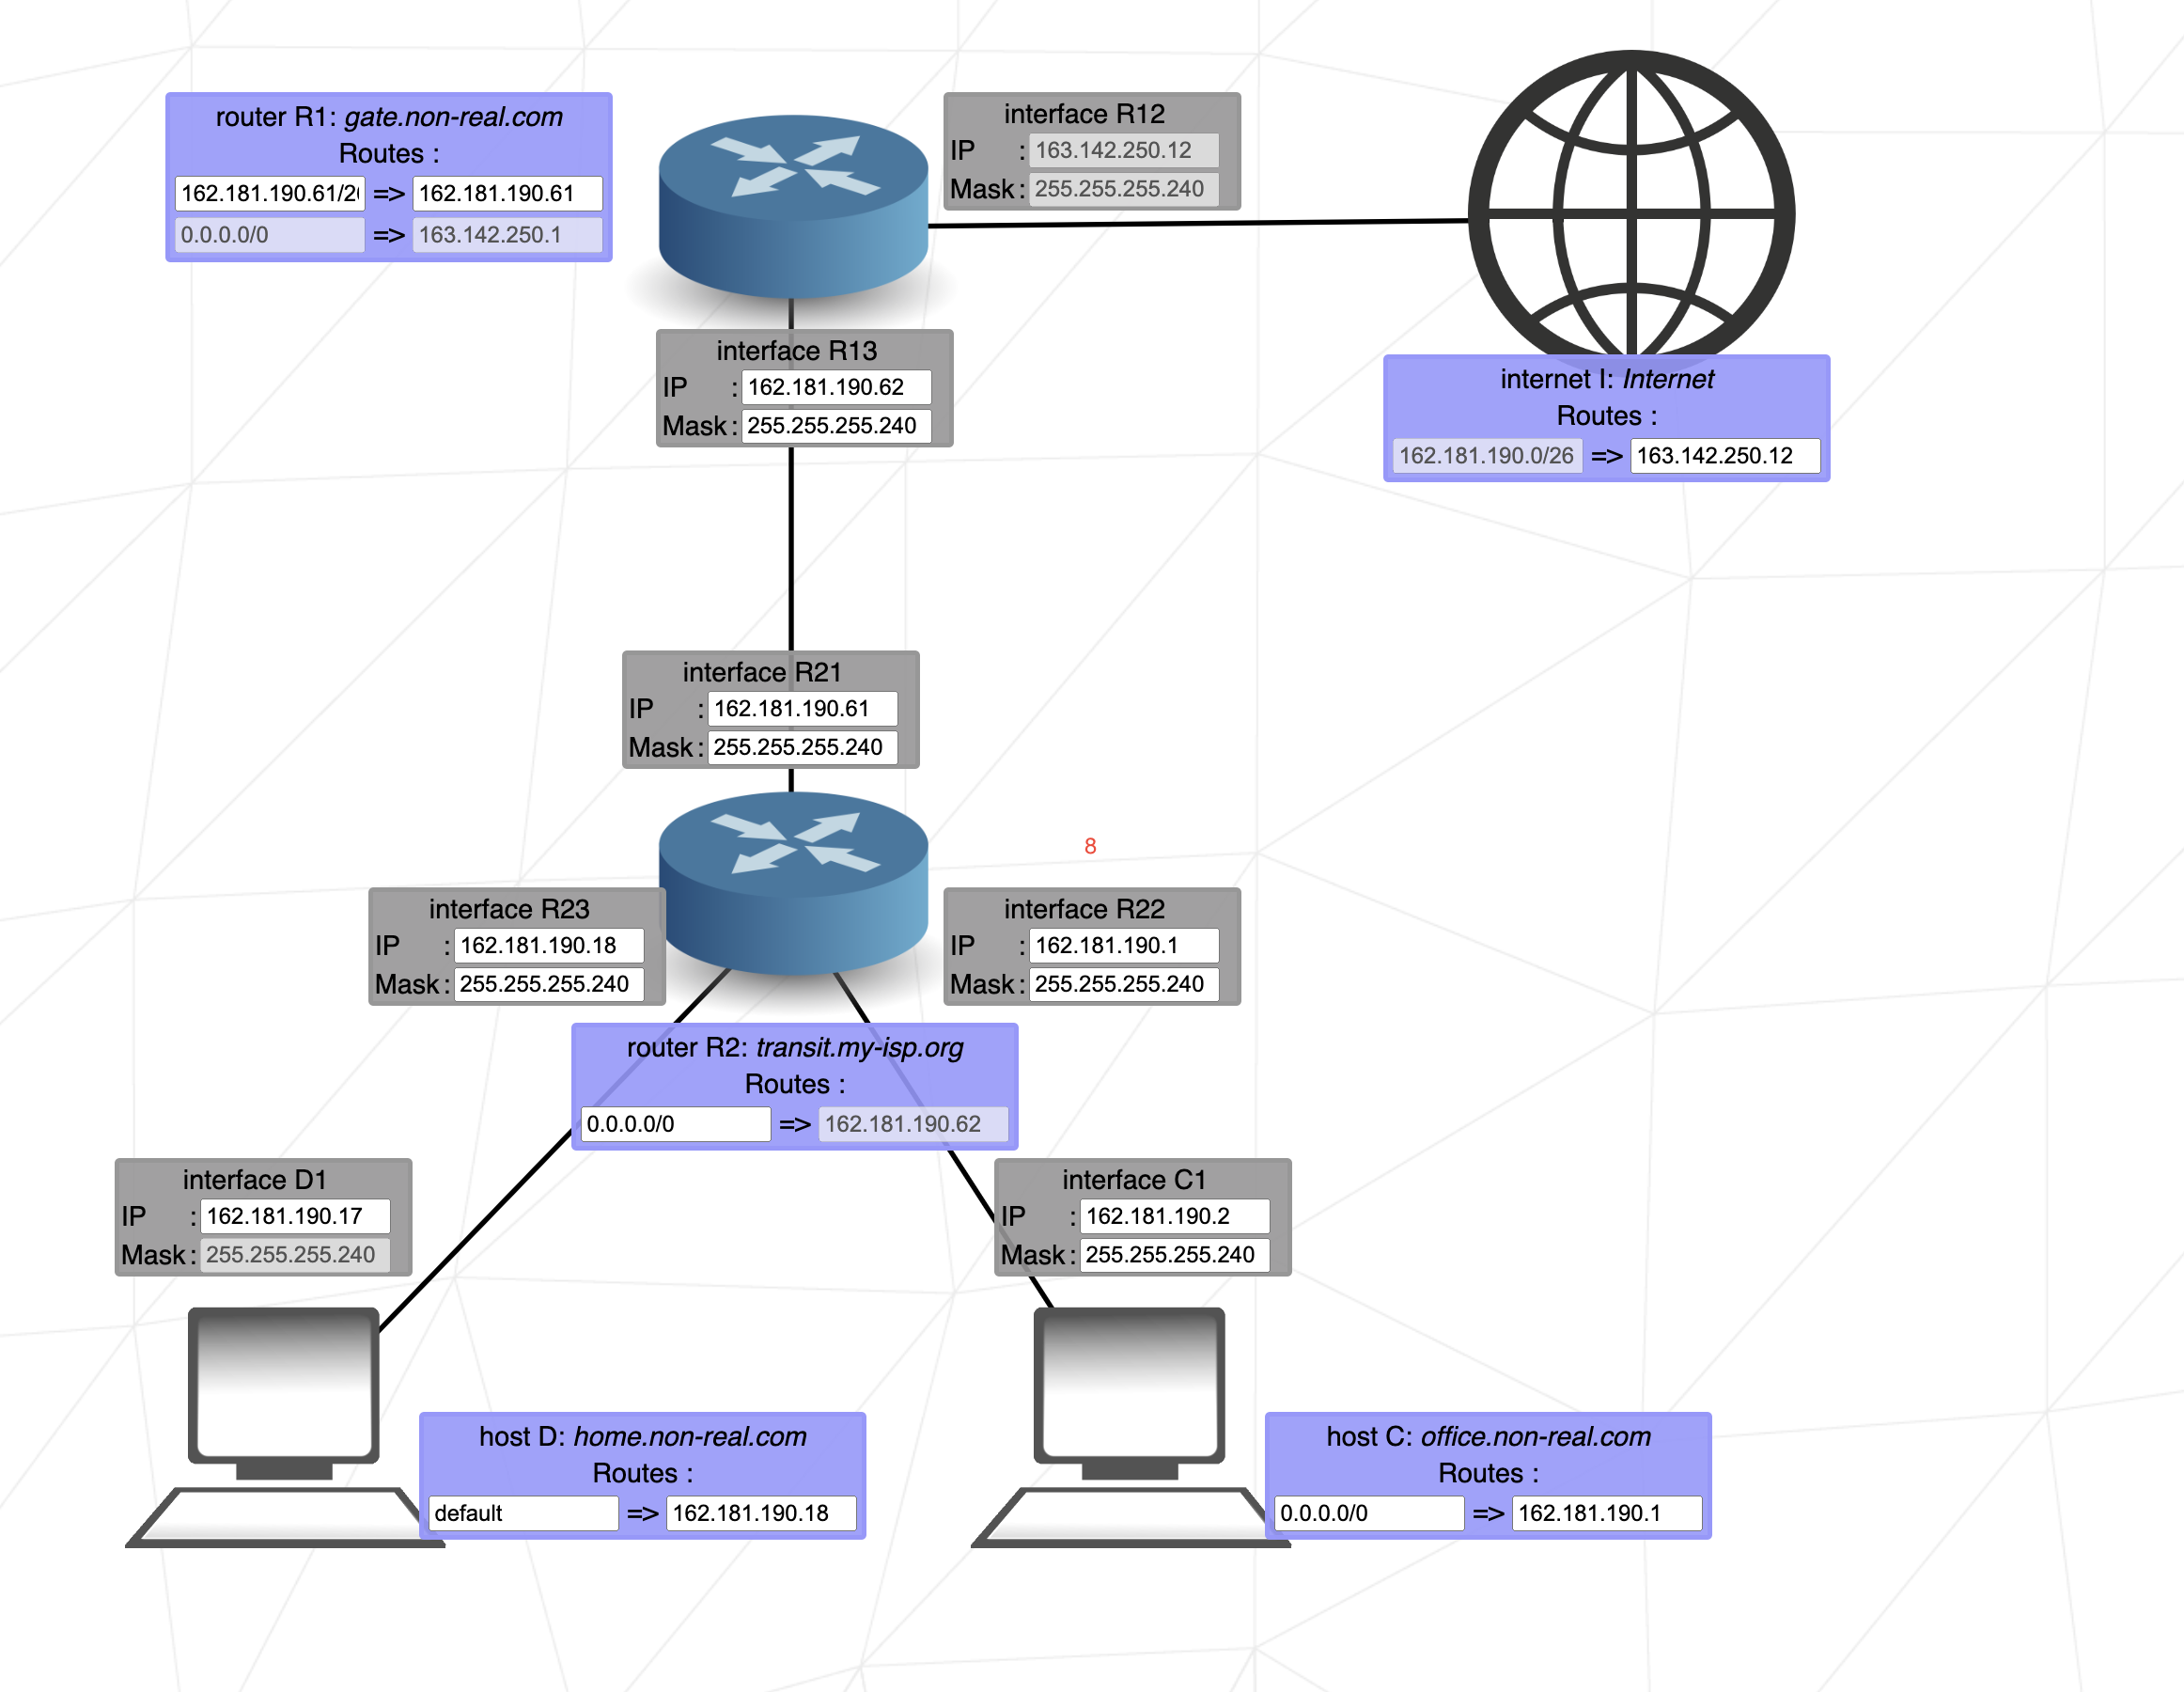 router R1: gate.non-real.com
Routes :
162.181.190.61/2 => 162.181.190.61
0.0.0.0/0 => 163.142.250.1
interface R12
IP : 163.142.250.12
Mask : 255.255.255.240
interface R13
IP : 162.181.190.62
Mask : 255.255.255.240
internet I: Internet
Routes :
162.181.190.0/26 => 163.142.250.12
interface R21
IP : 162.181.190.61
Mask : 255.255.255.240
8
interface R23
IP : 162.181.190.18
Mask : 255.255.255.240
interface R22
IP : 162.181.190.1
Mask : 255.255.255.240
router R2: transit.my-isp.org
Routes :
0.0.0.0/0 => 162.181.190.62
interface D1
IP : 162.181.190.17
Mask : 255.255.255.240
interface C1
IP : 162.181.190.2
Mask : 255.255.255.240
host D: home.non-real.com
Routes :
default => 162.181.190.18
host C: office.non-real.com
Routes :
0.0.0.0/0 => 162.181.190.1